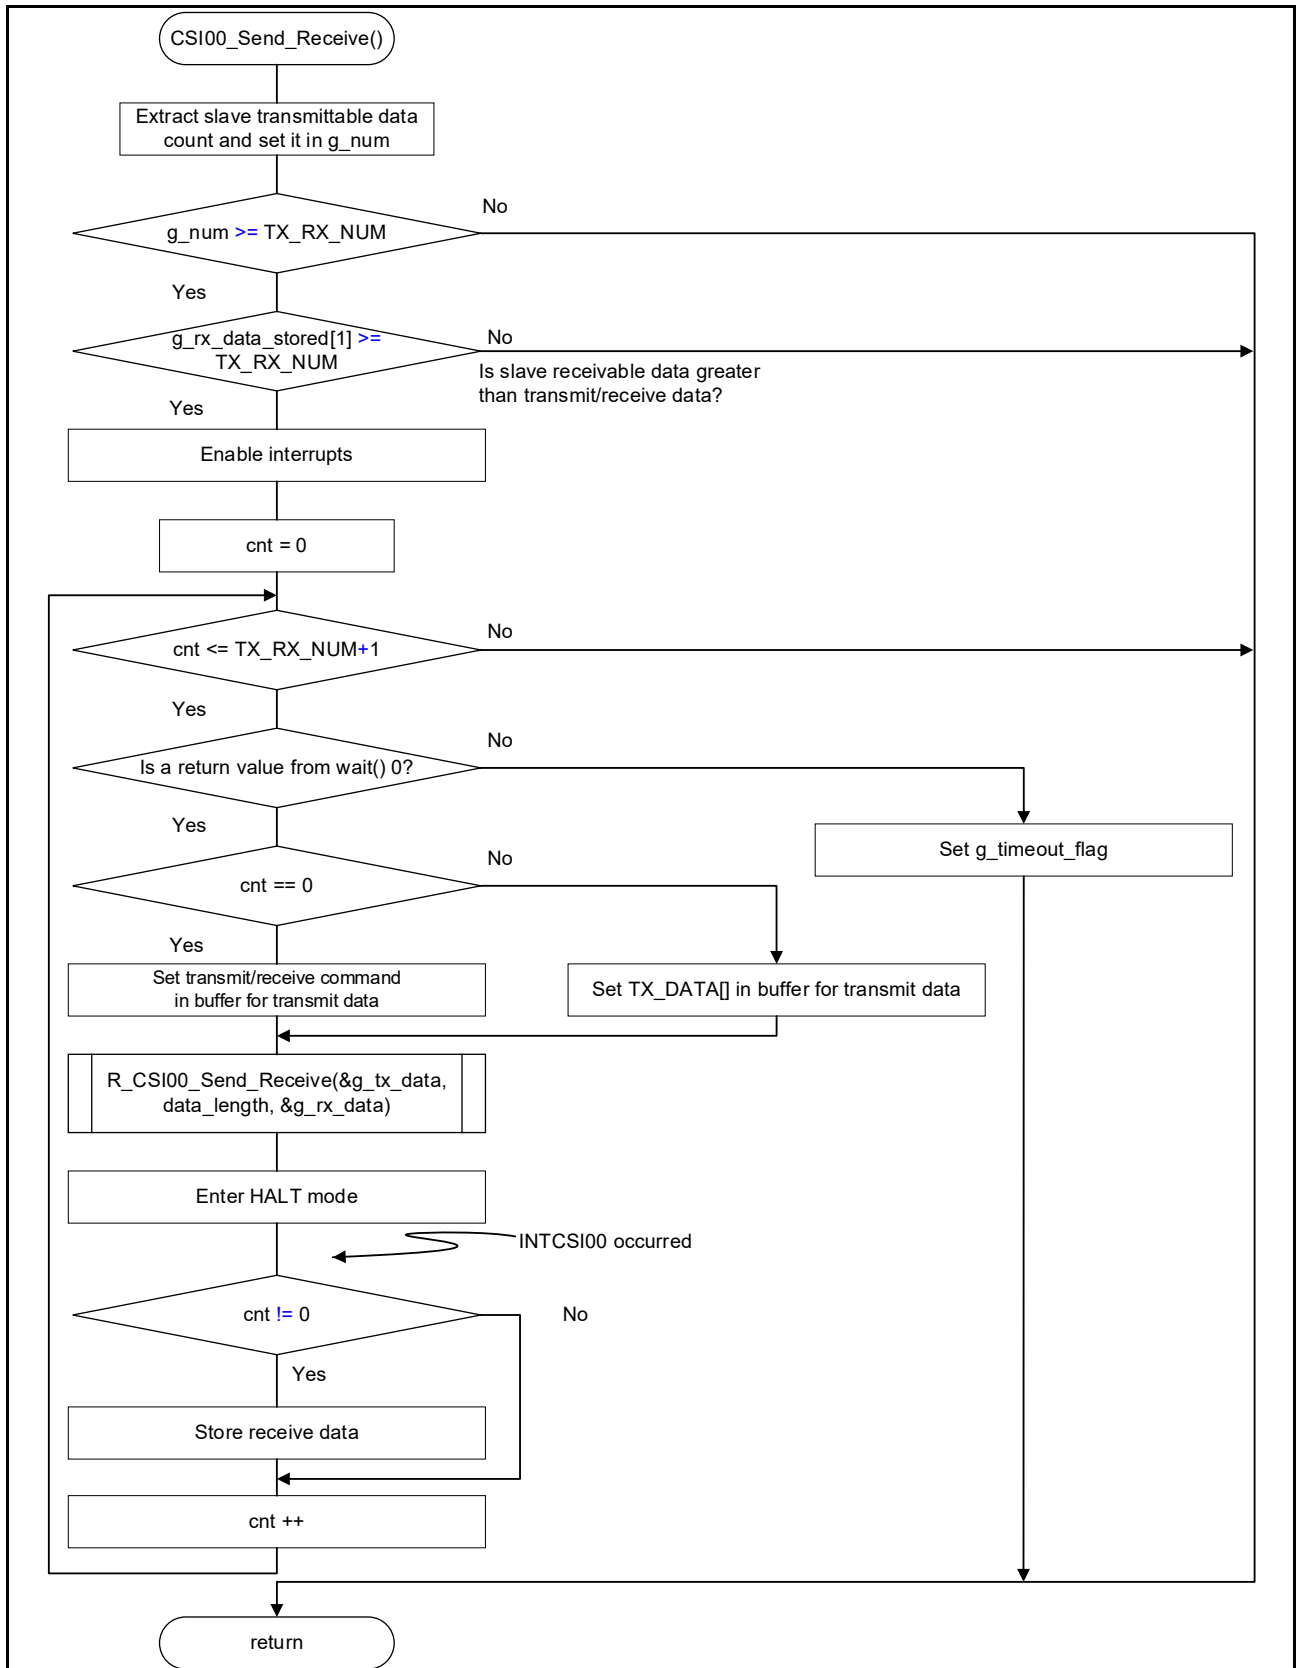 CSI00_Send_Receive()
Extract slave transmittable data
count and set it in g_num
No
g_num >= TX_RX_NUM
Yes
g_rx_data_stored[1] >=
TX_RX_NUM
No
Is slave receivable data greater
than transmit/receive data?
Yes
Enable interrupts
cnt = 0
No
cnt <= TX_RX_NUM+1
Yes
No
Is a return value from wait() 0?
Yes
Set g_timeout_flag
No
cnt == 0
Yes
Set transmit/receive command
in buffer for transmit data
Set TX_DATA[] in buffer for transmit data
R_CSI00_Send_Receive(&g_tx_data,
data_length, &g_rx_data)
Enter HALT mode
INTCSI00 occurred
cnt != 0
No
Yes
Store receive data
cnt ++
return